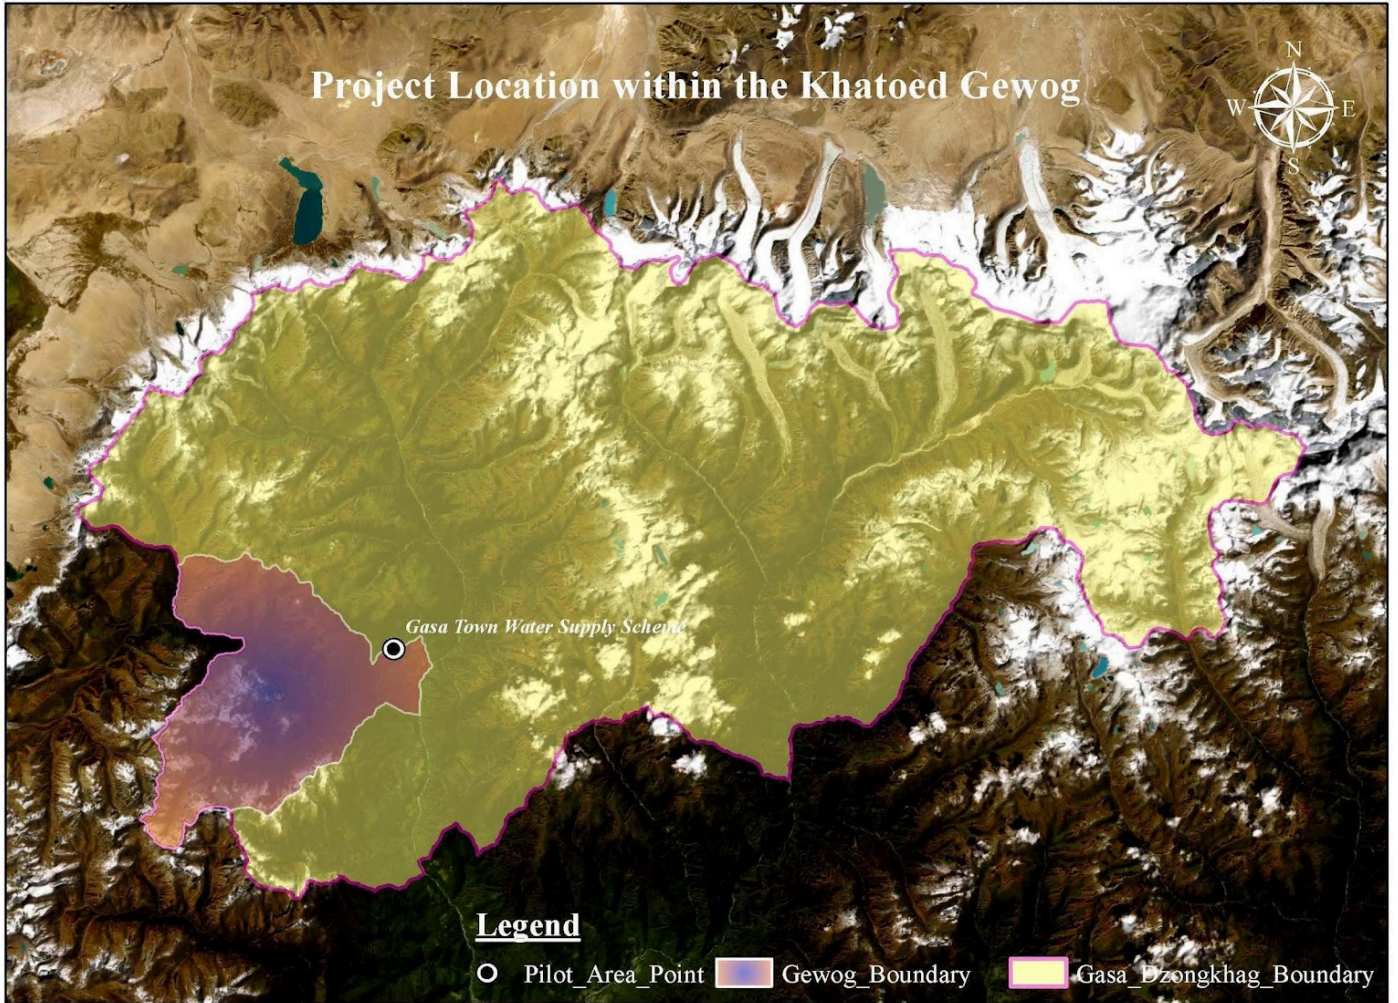 Project Location within the Khatoed Gewog
N
W E
S
Gasa Town Water Supply Scheme
Legend
Pilot_Area_Point Gewog_Boundary Gasa_Dzongkhag_Boundary